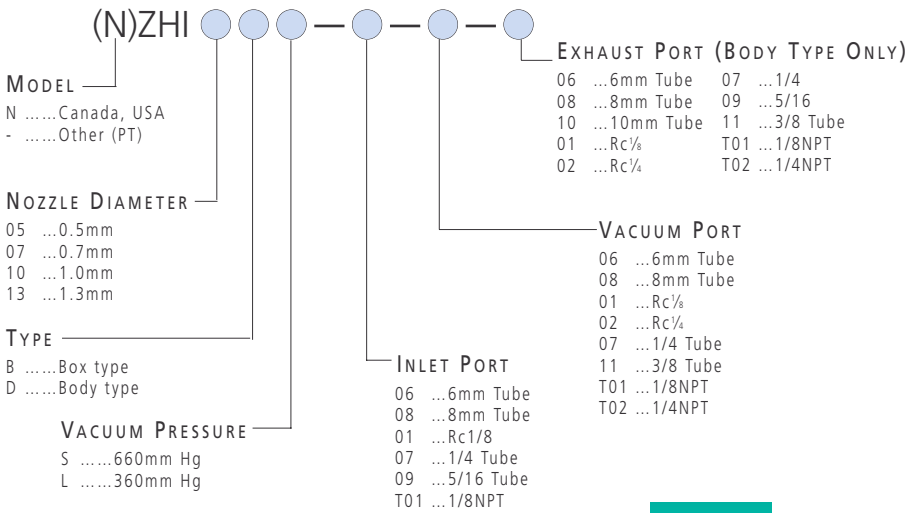 (N)ZHI — — —
MODEL
N ......Canada, USA
- ......Other (PT)
NOZZLE DIAMETER
05 ...0.5mm
07 ...0.7mm
10 ...1.0mm
13 ...1.3mm
TYPE
B ......Box type
D ......Body type
VACUUM PRESSURE
S ......660mm Hg
L ......360mm Hg
INLET PORT
06 ...6mm Tube
08 ...8mm Tube
01 ...Rc1/8
07 ...1/4 Tube
09 ...5/16 Tube
T01 ...1/8NPT
VACUUM PORT
06 ...6mm Tube
08 ...8mm Tube
01 ...Rc⅛
02 ...Rc¼
07 ...1/4 Tube
11 ...3/8 Tube
T01 ...1/8NPT
T02 ...1/4NPT
EXHAUST PORT (BODY TYPE ONLY)
06 ...6mm Tube
08 ...8mm Tube
10 ...10mm Tube
01 ...Rc⅛
02 ...Rc¼
07 ...1/4
09 ...5/16
11 ...3/8 Tube
T01 ...1/8NPT
T02 ...1/4NPT